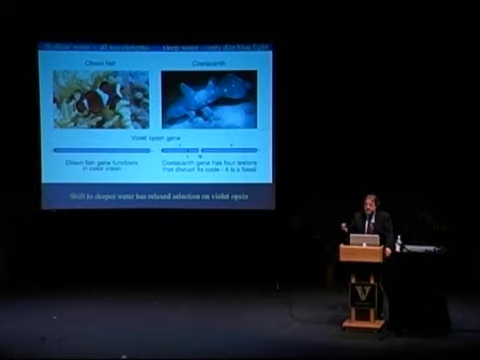 Shallow water - all wavelengths Deep water - only dim blue light
Clown fish Coelacanth
Violet opsin gene
Clown fish gene functions
in color vision
Coelacanth gene has four lesions
that disrupt its code - it is a fossil
Shift to deeper water has relaxed selection on violet opsin
V